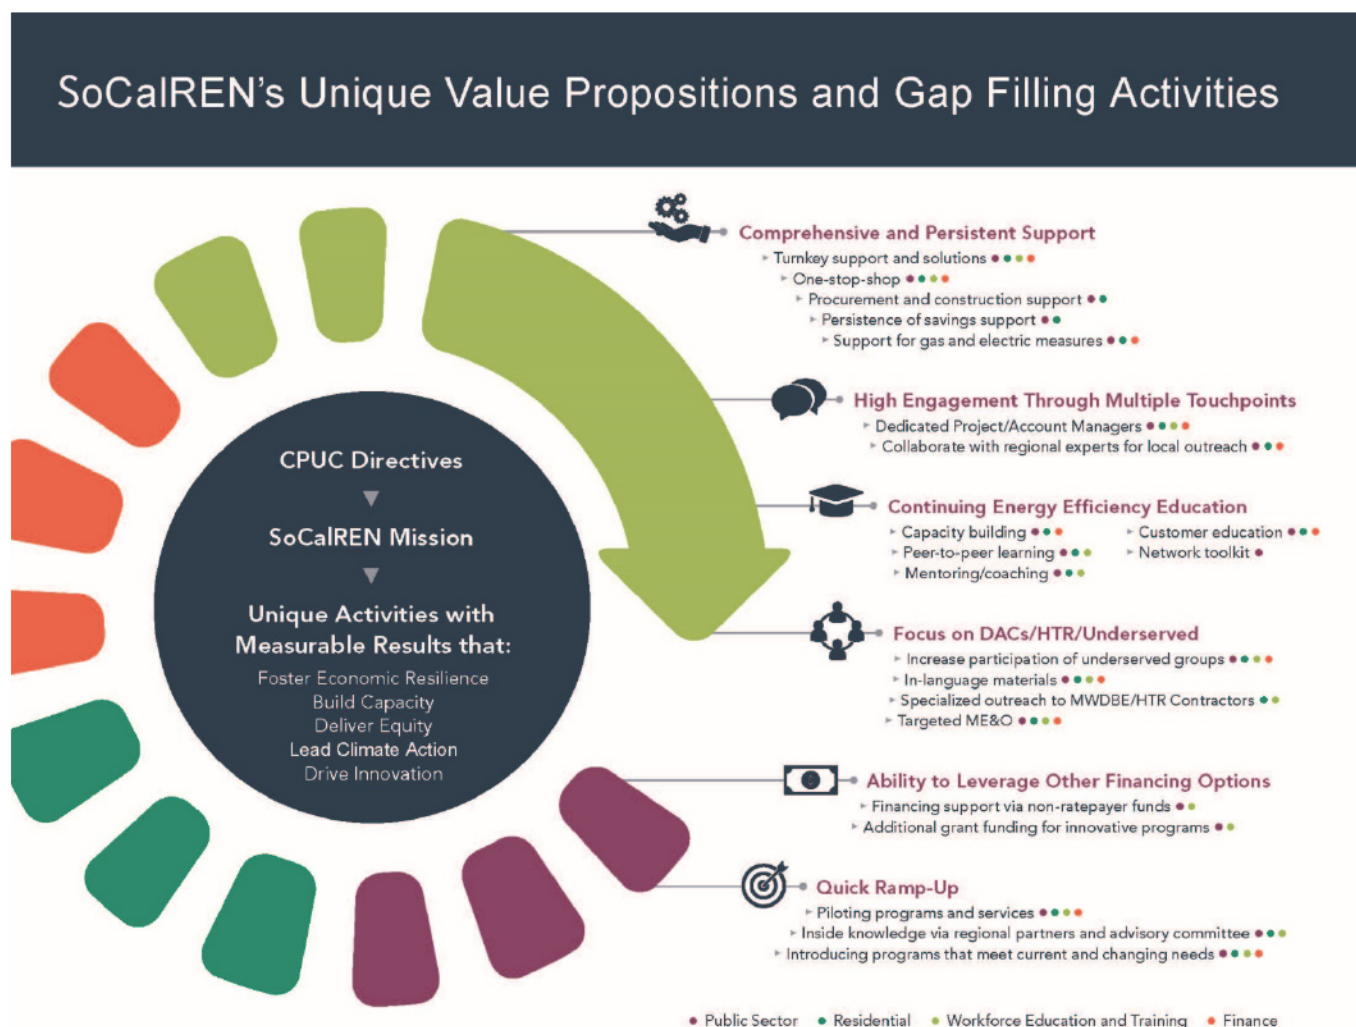 SoCalREN's Unique Value Propositions and Gap Filling Activities
CPUC Directives
SoCalREN Mission
Unique Activities with
Measurable Results that:
Foster Economic Resilience
Build Capacity
Deliver Equity
Lead Climate Action
Drive Innovation
Comprehensive and Persistent Support
Turnkey support and solutions
One-stop-shop
Procurement and construction support
Persistence of savings support
Support for gas and electric measures
High Engagement Through Multiple Touchpoints
Dedicated Project/Account Managers
Collaborate with regional experts for local outreach
Continuing Energy Efficiency Education
Capacity building
Peer-to-peer learning
Mentoring/coaching
Customer education
Network toolkit
Focus on DACs/HTR/Underserved
Increase participation of underserved groups
In-language materials
Specialized outreach to MWDBE/HTR Contractors
Targeted ME&O
Ability to Leverage Other Financing Options
Financing support via non-ratepayer funds
Additional grant funding for innovative programs
Quick Ramp-Up
Piloting programs and services
Inside knowledge via regional partners and advisory committee
Introducing programs that meet current and changing needs
Public Sector Residential Workforce Education and Training Finance